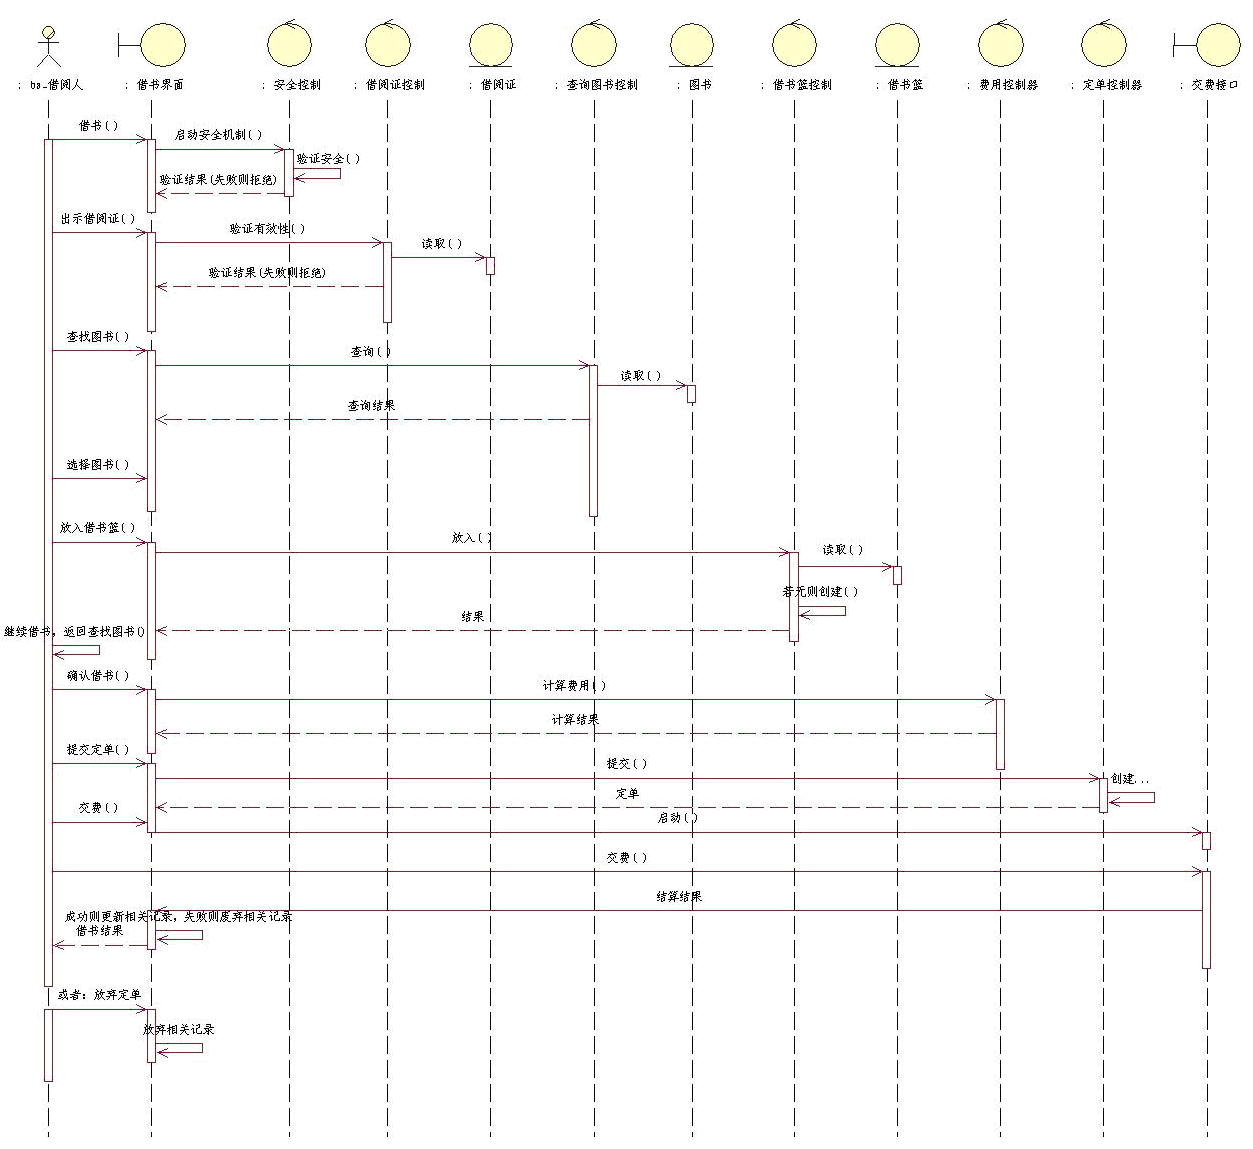 : bs_借阅人
: 借书界面
: 安全控制
: 借阅证控制
: 借阅证
: 查询图书控制
: 图书
: 借书篮控制
: 借书篮
: 费用控制器
: 定单控制器
: 交费接口
借书( )
启动安全机制( )
验证安全( )
验证结果(失败则拒绝)
出示借阅证( )
验证有效性( )
读取( )
验证结果(失败则拒绝)
查找图书( )
查询( )
读取( )
查询结果
选择图书( )
放入借书篮( )
放入( )
读取( )
若无则创建( )
结果
继续借书，返回查找图书()
确认借书( )
计算费用( )
计算结果
提交定单( )
提交( )
创建...
定单
交费( )
启动( )
交费( )
结算结果
成功则更新相关记录，失败则废弃相关记录
借书结果
或者：放弃定单
放弃相关记录